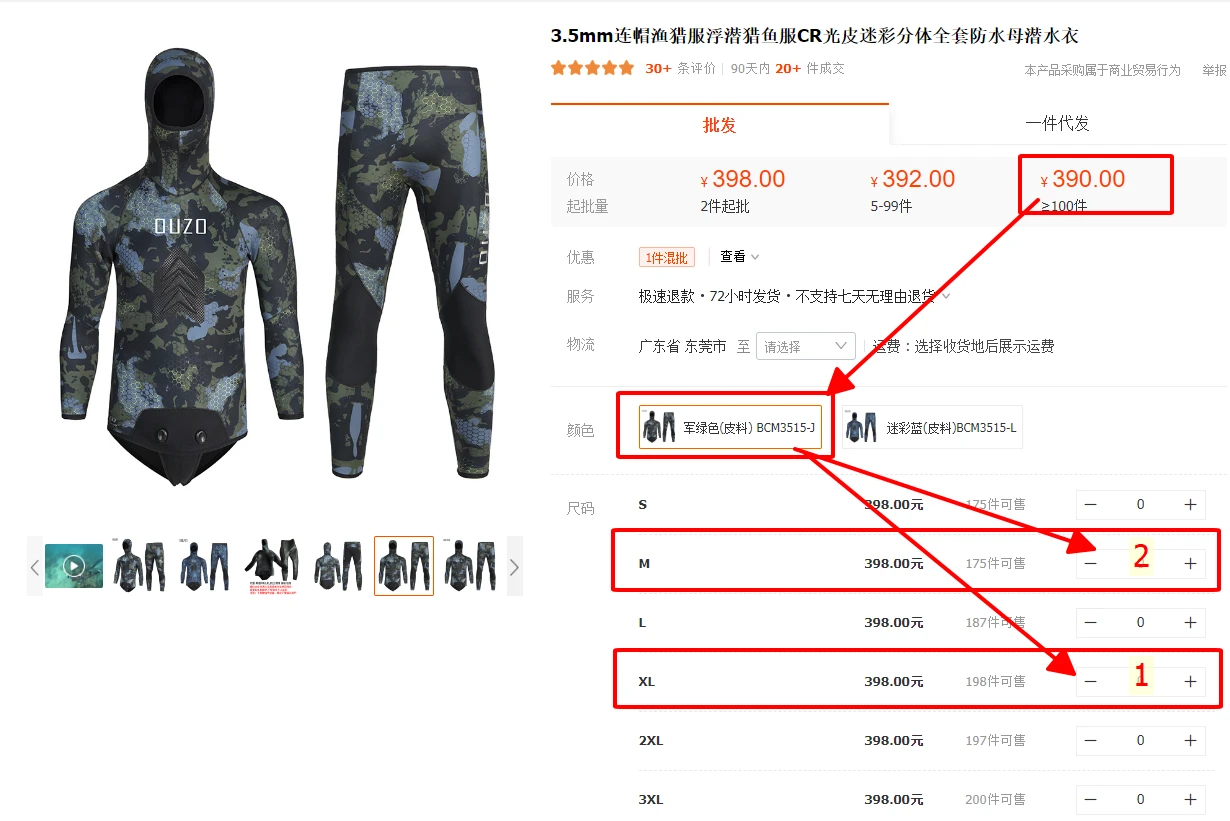 3.5mm连帽渔猎服浮潜猎鱼服CR光皮迷彩分体全套防水母潜水衣
30+ 条评价 90天内 20+ 件成交
本产品采购属于商业贸易行为 举报
批发 一件代发
价格 ¥398.00 ¥392.00 ¥390.00
起批量 2件起批 5-99件 ≥100件
优惠 1件混批 查看
服务 极速退款·72小时发货·不支持七天无理由退货
物流 广东省 东莞市 至 请选择 运费：选择收货地后展示运费
颜色 军绿色(皮料) BCM3515-J 迷彩蓝(皮料)BCM3515-L
尺码 S 398.00元 175件可售 − 0 +
M 398.00元 175件可售 − 2 +
L 398.00元 187件可售 − 0 +
XL 398.00元 198件可售 − 1 +
2XL 398.00元 197件可售 − 0 +
3XL 398.00元 200件可售 − 0 +
OUZO